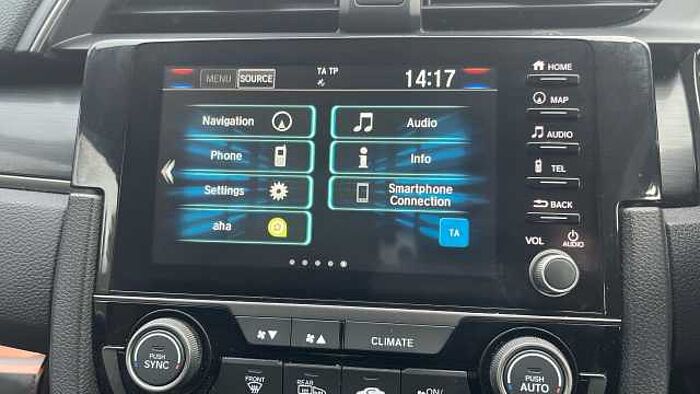 MENU SOURCE TA TP 14:17
HOME
MAP
AUDIO
TEL
BACK
VOL AUDIO
Navigation
Audio
Phone
Info
Settings
Smartphone
Connection
aha
TA
CLIMATE
PUSH
SYNC
FRONT
REAR
ON/
PUSH
AUTO